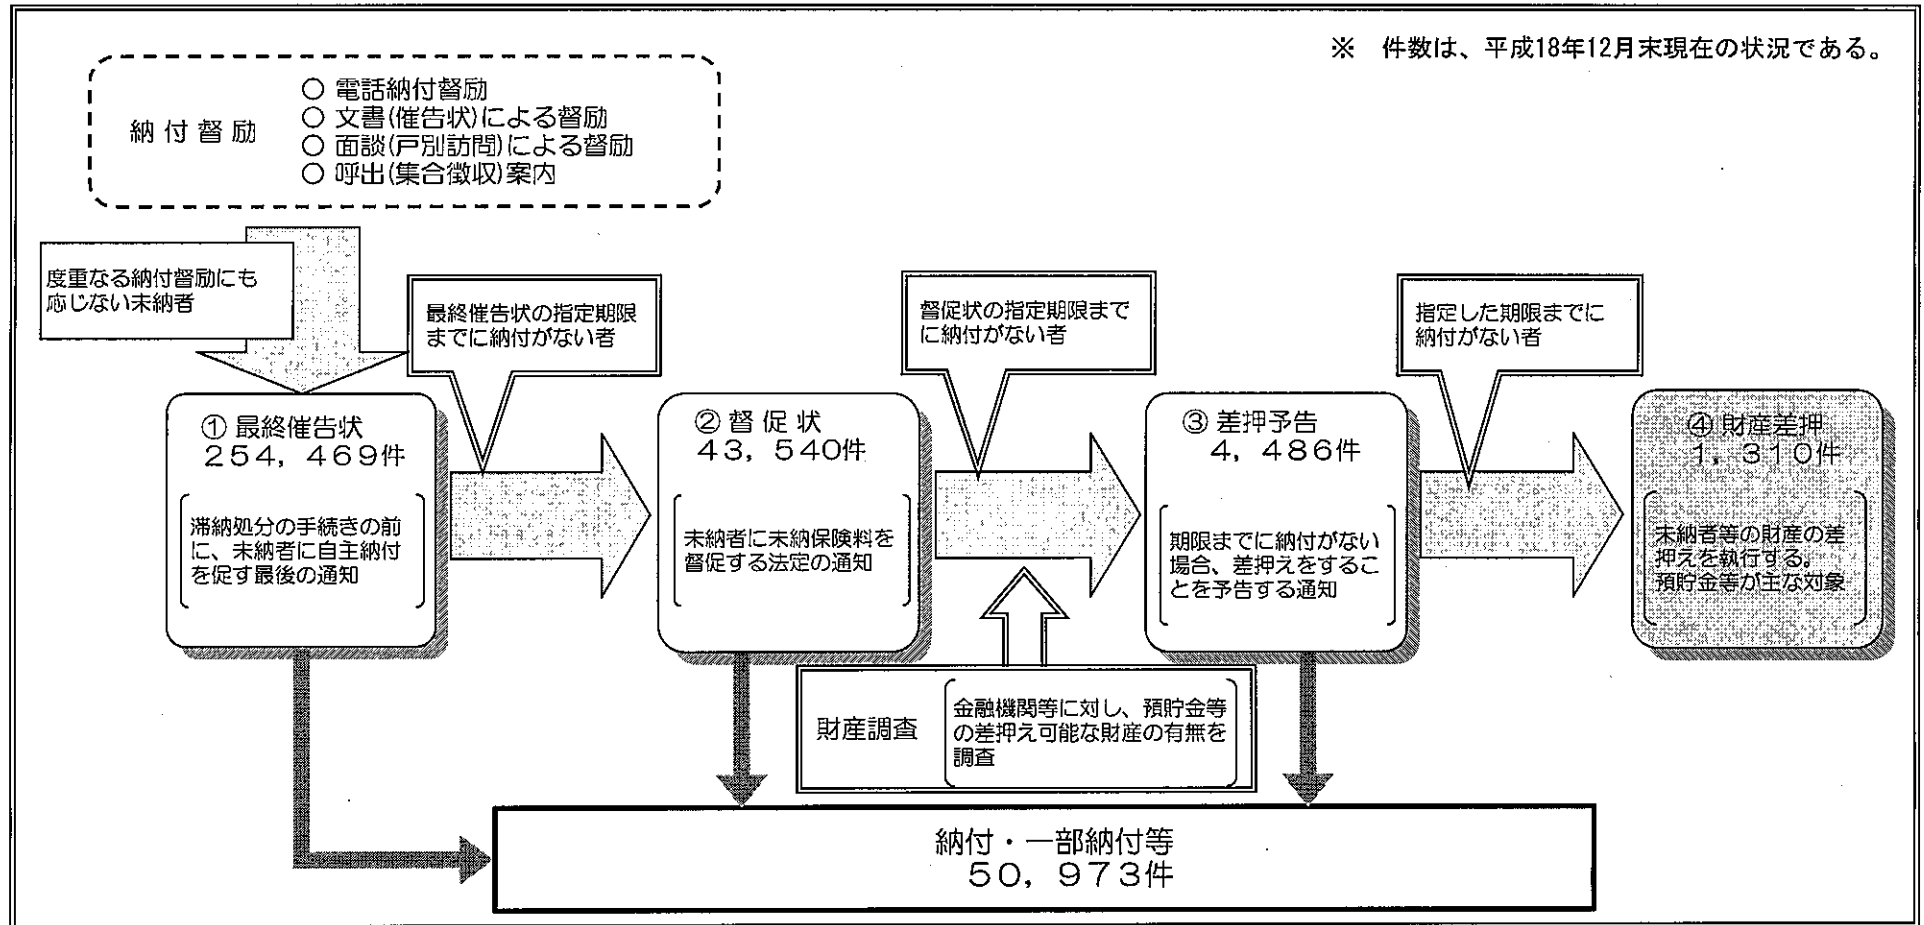 ※ 件数は、平成18年12月末現在の状況である。
納付督励
○ 電話納付督励
○ 文書(催告状)による督励
○ 面談(戸別訪問)による督励
○ 呼出(集合徴収)案内
度重なる納付督励にも
応じない未納者
最終催告状の指定期限
までに納付がない者
督促状の指定期限まで
に納付がない者
指定した期限までに
納付がない者
① 最終催告状
254,469件
滞納処分の手続きの前
に、未納者に自主納付
を促す最後の通知
② 督促状
43,540件
未納者に未納保険料を
督促する法定の通知
③ 差押予告
4,486件
期限までに納付がない
場合、差押えをするこ
とを予告する通知
④ 財産差押
1,310件
未納者等の財産の差
押えを執行する。
預貯金等が主な対象
財産調査
金融機関等に対し、預貯金等
の差押え可能な財産の有無を
調査
納付・一部納付等
50,973件